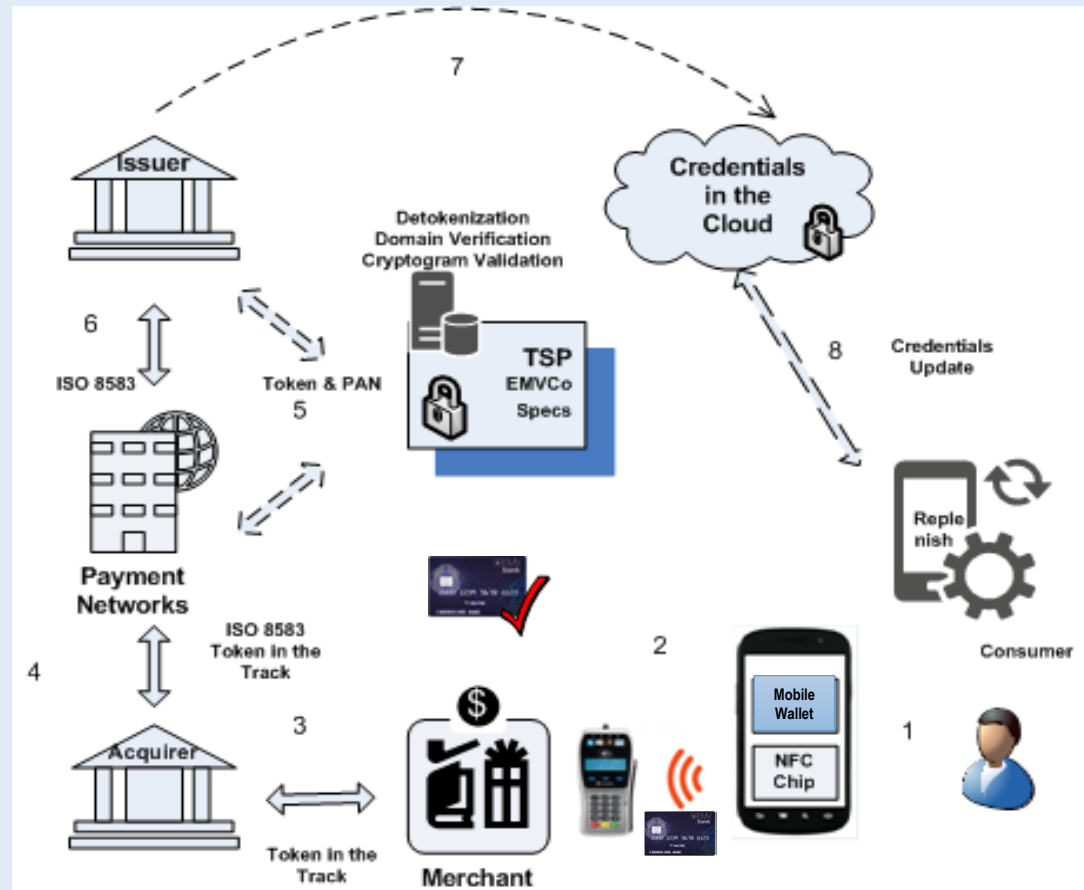 7
Issuer
Credentials
in the
Cloud
Detokenization
Domain Verification
Cryptogram Validation
6
ISO 8583
Token & PAN
5
TSP
EMVCo
Specs
8
Credentials
Update
Reple
nish
Payment
Networks
bank
ISO 8583
Token in the
Track
4
3
2
Consumer
Mobile
Wallet
1
NFC
Chip
$
Acquirer
bank
Token in the
Track
Merchant